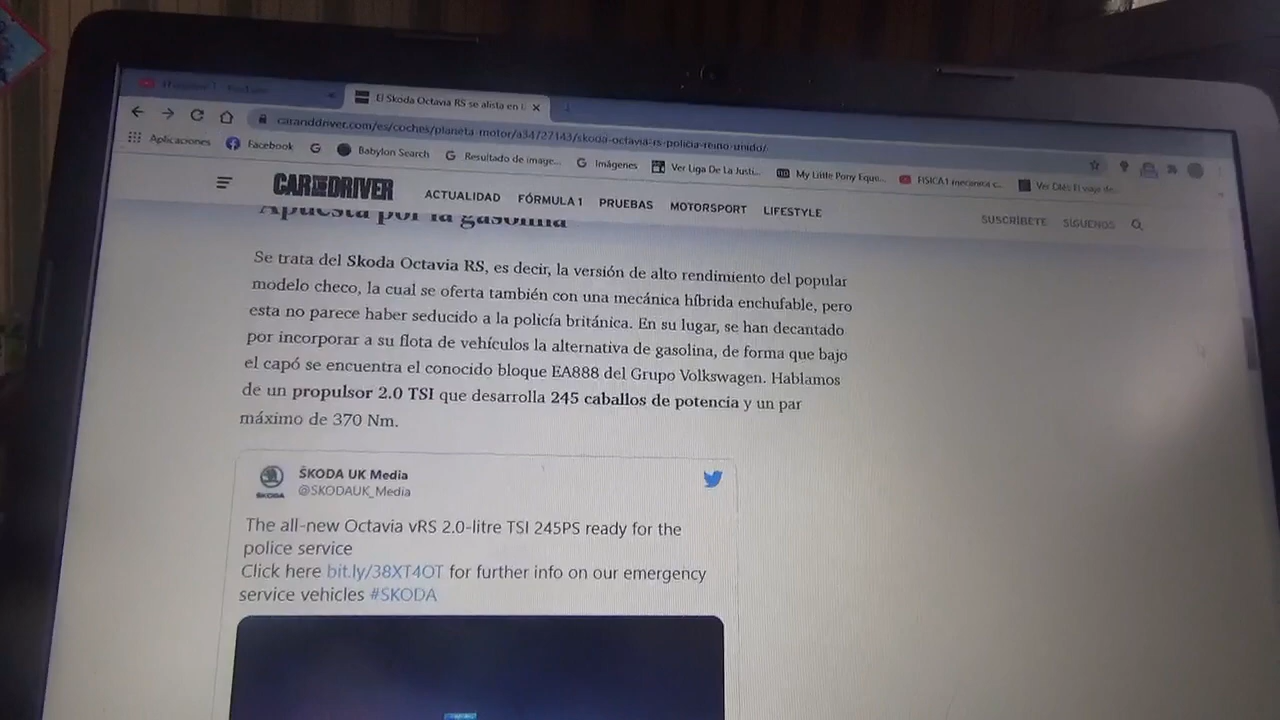 El Skoda Octavia RS se alista en l
caranddriver.com/es/coches/planeta-motor/a34727143/skoda-octavia-rs-policia-reino-unido/
Aplicaciones Facebook Babylon Search Resultado de image... Imágenes Ver Liga De La Justi... My Little Pony Eque... FISICA1 mecanica c...
CAR AND DRIVER ACTUALIDAD FÓRMULA 1 PRUEBAS MOTORSPORT LIFESTYLE SUSCRÍBETE SÍGUENOS
Apuesta por la gasolina
Se trata del Skoda Octavia RS, es decir, la versión de alto rendimiento del popular
modelo checo, la cual se oferta también con una mecánica híbrida enchufable, pero
esta no parece haber seducido a la policía británica. En su lugar, se han decantado
por incorporar a su flota de vehículos la alternativa de gasolina, de forma que bajo
el capó se encuentra el conocido bloque EA888 del Grupo Volkswagen. Hablamos
de un propulsor 2.0 TSI que desarrolla 245 caballos de potencia y un par
máximo de 370 Nm.
ŠKODA UK Media
@SKODAUK_Media
ŠKODA
The all-new Octavia vRS 2.0-litre TSI 245PS ready for the
police service
Click here bit.ly/38XT4OT for further info on our emergency
service vehicles #SKODA